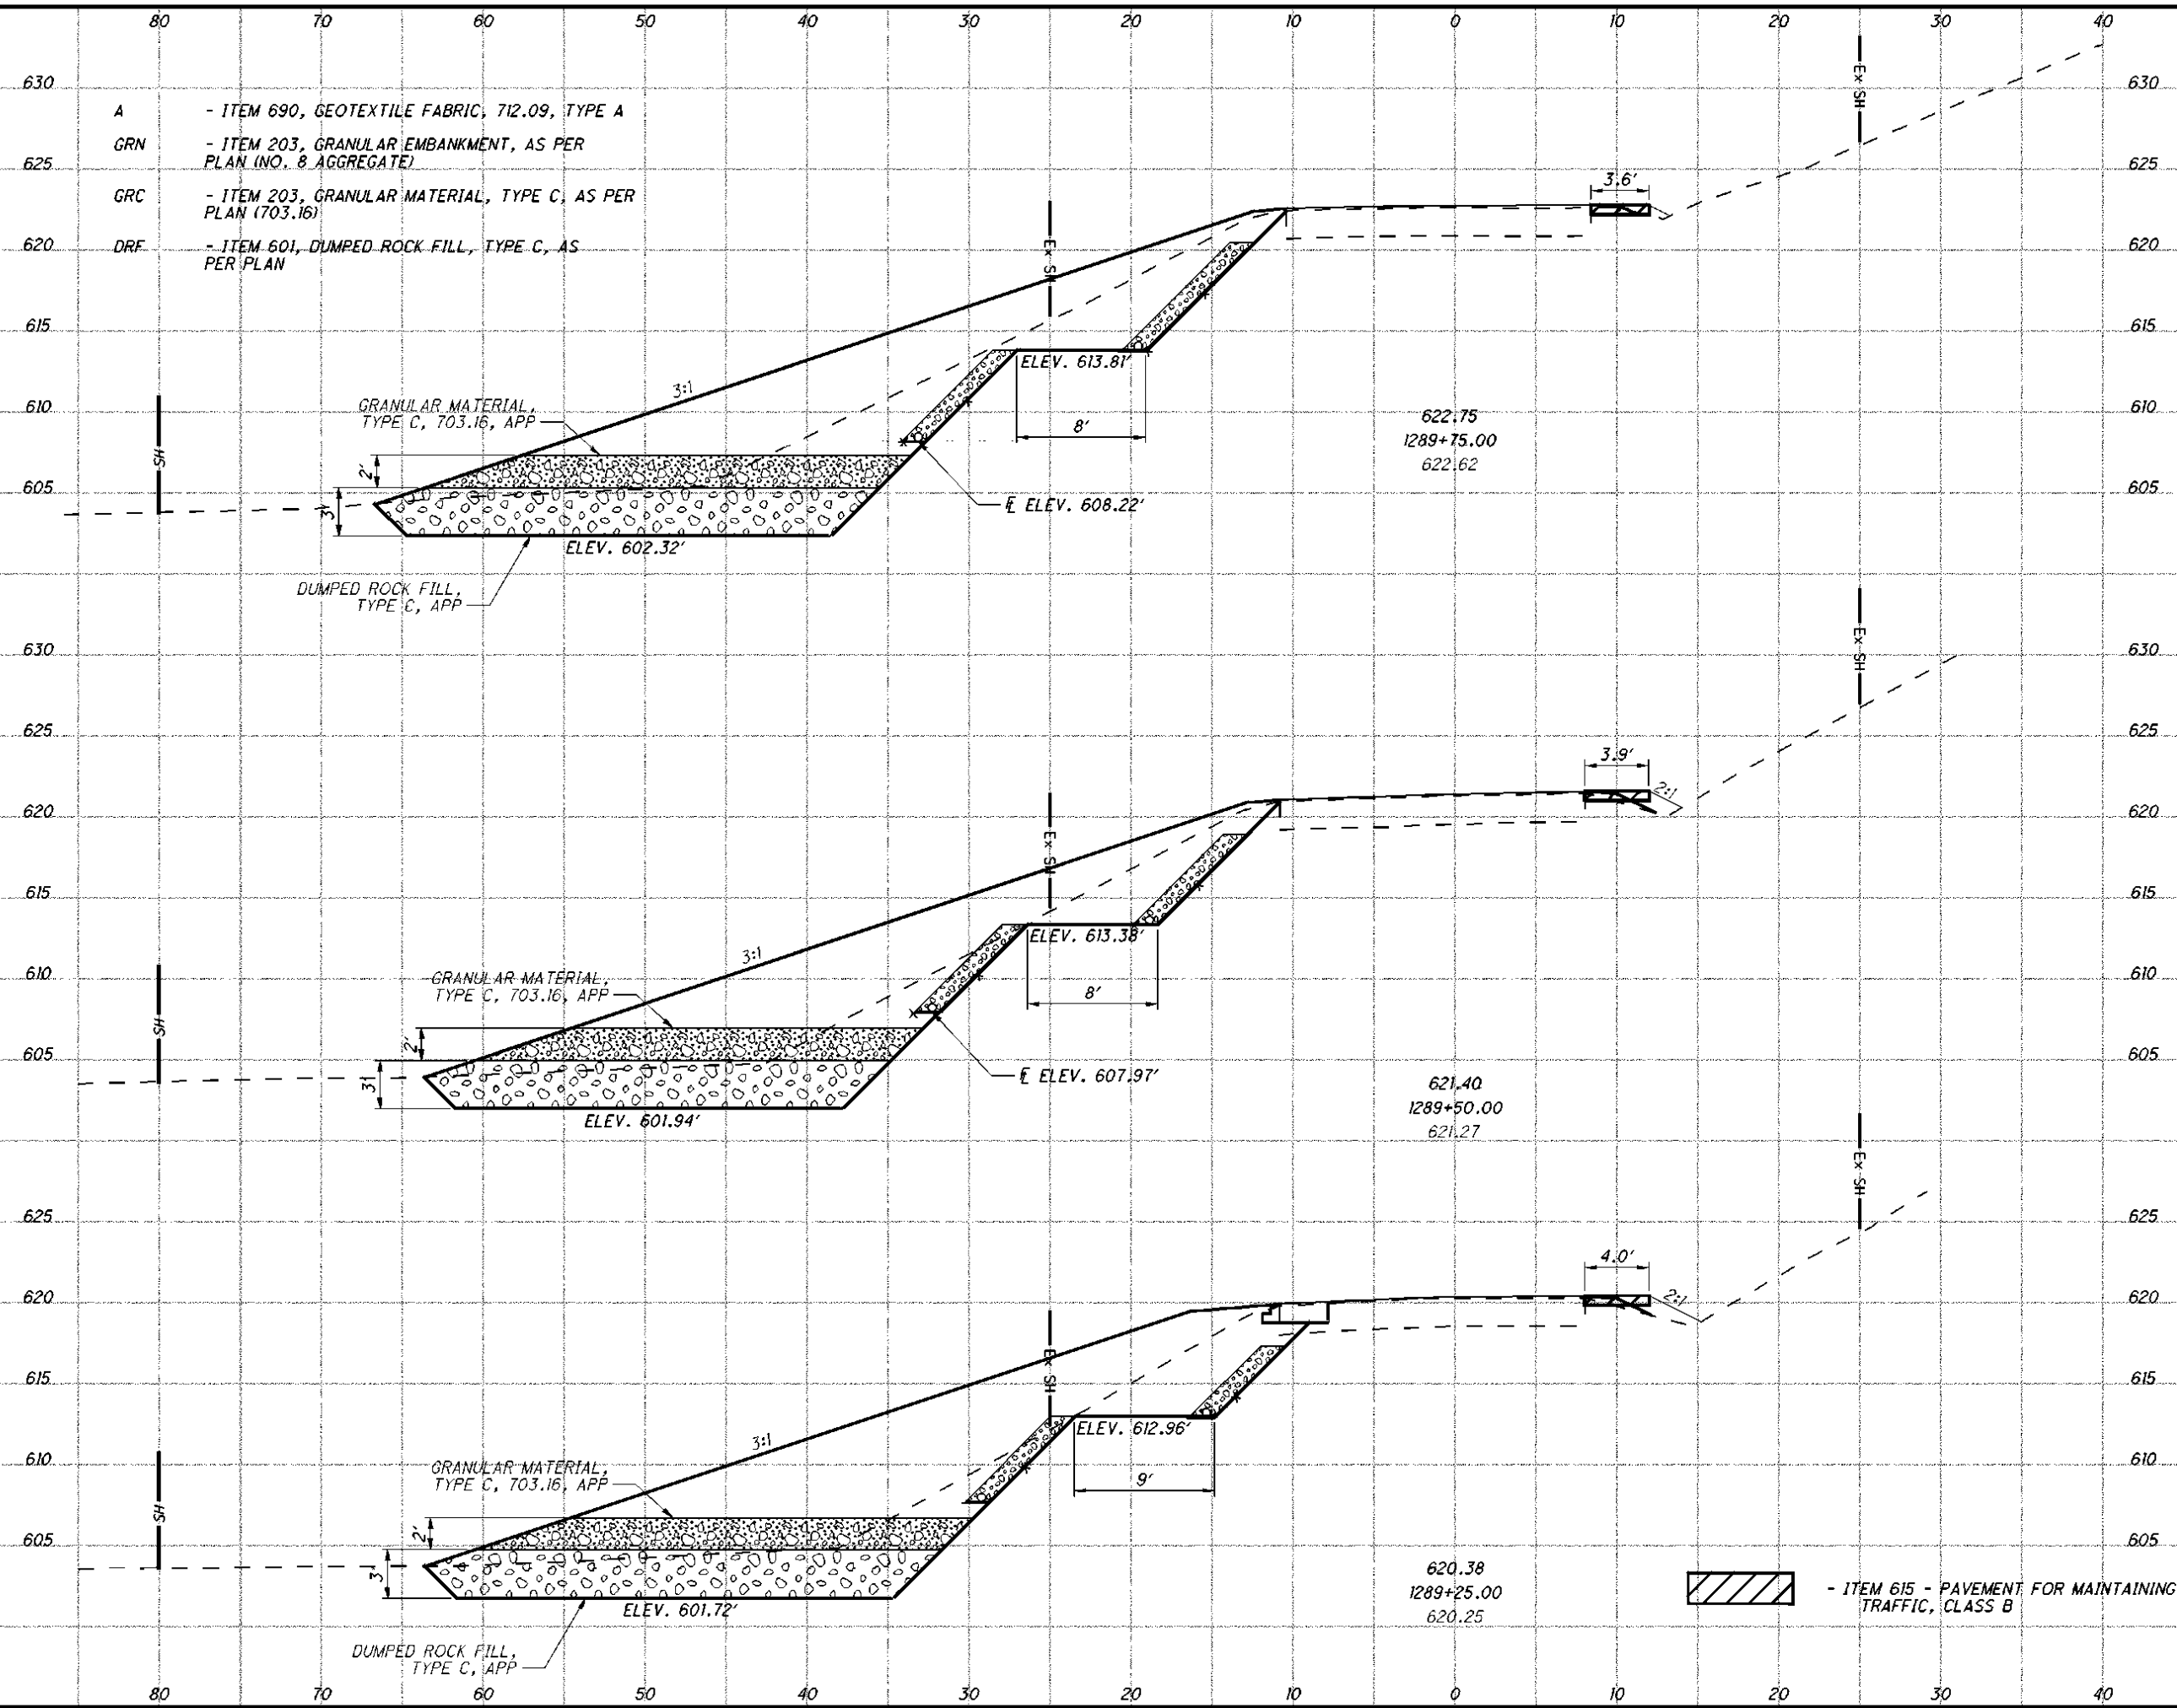 80 70 60 50 40 30 20 10 0 10 20 30 40
630 630
A - ITEM 690, GEOTEXTILE FABRIC, 712.09, TYPE A
GRN - ITEM 203, GRANULAR EMBANKMENT, AS PER
PLAN (NO. 8 AGGREGATE)
625 625
GRC - ITEM 203, GRANULAR MATERIAL, TYPE C, AS PER
PLAN (703.16)
DRF - ITEM 601, DUMPED ROCK FILL, TYPE C, AS
PER PLAN
Ex SH
3.6'
620 620
Ex SH
615 615
ELEV. 613.81'
3:1
GRANULAR MATERIAL,
TYPE C, 703.16, APP
610 610
8'
622.75
1289+75.00
622.62
SH
2'
605 605
3'
℄ ELEV. 608.22'
ELEV. 602.32'
DUMPED ROCK FILL,
TYPE C, APP
630 630
Ex SH
625 625
3.9'
2:1
620 620
Ex SH
615 615
ELEV. 613.38'
3:1
610 610
GRANULAR MATERIAL,
TYPE C, 703.16, APP
8'
SH
2'
605 605
3'
℄ ELEV. 607.97'
621.40
1289+50.00
621.27
ELEV. 601.94'
Ex SH
625 625
4.0'
2:1
620 620
Ex SH
615 615
ELEV. 612.96'
3:1
610 610
GRANULAR MATERIAL,
TYPE C, 703.16, APP
9'
SH
2'
605 605
3'
620.38
1289+25.00
620.25
ELEV. 601.72'
- ITEM 615 - PAVEMENT FOR MAINTAINING
TRAFFIC, CLASS B
DUMPED ROCK FILL,
TYPE C, APP
80 70 60 50 40 30 20 10 0 10 20 30 40